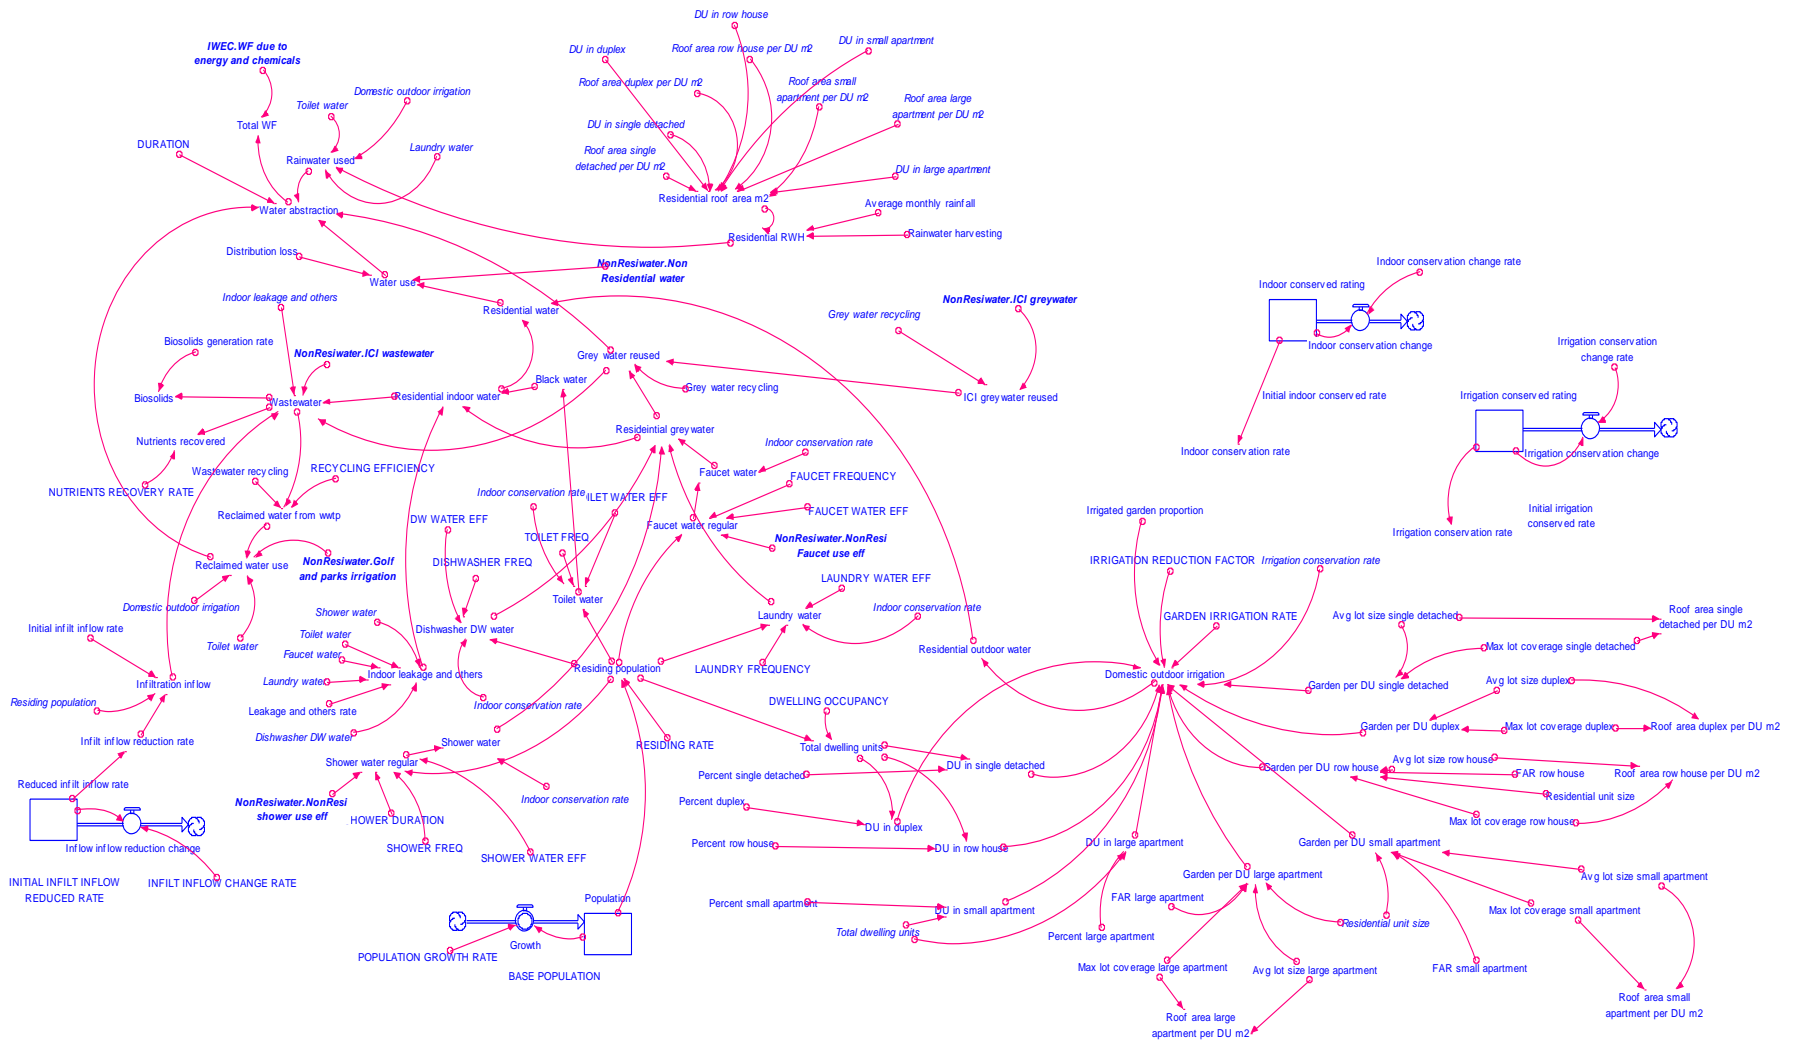 DU in row house
IWEC.WF due to
energy and chemicals
DU in duplex
Roof area row house per DU m2
DU in small apartment
Roof area duplex per DU m2
Roof area small
apartment per DU m2
Toilet water
Domestic outdoor irrigation
Roof area large
apartment per DU m2
Total WF
DU in single detached
DURATION
Rainwater used
Laundry water
Roof area single
detached per DU m2
DU in large apartment
Residential roof area m2
Water abstraction
Average monthly rainfall
Residential RWH
Rainwater harvesting
Distribution loss
NonResiwater.Non
Residential water
Water use
Indoor conservation change rate
Indoor conserved rating
Indoor leakage and others
Residential water
NonResiwater.ICI greywater
Grey water recycling
Biosolids generation rate
NonResiwater.ICI wastewater
Grey water reused
Indoor conservation change
Irrigation conservation
change rate
Black water
Grey water recycling
Biosolids
Wastewater
Residential indoor water
ICI greywater reused
Initial indoor conserved rate
Irrigation conserved rating
Nutrients recovered
Resideintial greywater
Indoor conservation rate
Indoor conservation rate
Irrigation conservation change
Wastewater recycling
RECYCLING EFFICIENCY
Faucet water
FAUCET FREQUENCY
NUTRIENTS RECOVERY RATE
Indoor conservation rate
ILET WATER EFF
Reclaimed water from wwtp
DW WATER EFF
Faucet water regular
FAUCET WATER EFF
Irrigated garden proportion
Initial irrigation
conserved rate
Irrigation conservation rate
TOILET FREQ
NonResiwater.NonResi
Faucet use eff
NonResiwater.Golf
and parks irrigation
Reclaimed water use
DISHWASHER FREQ
IRRIGATION REDUCTION FACTOR
Irrigation conservation rate
LAUNDRY WATER EFF
Domestic outdoor irrigation
Toilet water
Indoor conservation rate
Shower water
Laundry water
GARDEN IRRIGATION RATE
Avg lot size single detached
Roof area single
detached per DU m2
Initial infilt inflow rate
Toilet water
Dishwasher DW water
Toilet water
Faucet water
Residential outdoor water
Max lot coverage single detached
Indoor leakage and others
Residing population
LAUNDRY FREQUENCY
Domestic outdoor irrigation
Infiltration inflow
Laundry water
Garden per DU single detached
Avg lot size duplex
Residing population
Leakage and others rate
Indoor conservation rate
DWELLING OCCUPANCY
Garden per DU duplex
Max lot coverage duplex
Roof area duplex per DU m2
Infilt inflow reduction rate
Dishwasher DW water
Shower water
RESIDING RATE
Total dwelling units
Shower water regular
DU in single detached
Avg lot size row house
Garden per DU row house
FAR row house
Roof area row house per DU m2
Reduced infilt inflow rate
Percent single detached
Residential unit size
NonResiwater.NonResi
shower use eff
Indoor conservation rate
Percent duplex
HOWER DURATION
DU in duplex
Max lot coverage row house
Inflow inflow reduction change
SHOWER FREQ
SHOWER WATER EFF
Percent row house
DU in row house
DU in large apartment
Garden per DU small apartment
INITIAL INFILT INFLOW
REDUCED RATE
INFILT INFLOW CHANGE RATE
Garden per DU large apartment
Avg lot size small apartment
Population
Percent small apartment
DU in small apartment
FAR large apartment
Max lot coverage small apartment
Residential unit size
Total dwelling units
Percent large apartment
Growth
POPULATION GROWTH RATE
BASE POPULATION
Max lot coverage large apartment
Avg lot size large apartment
FAR small apartment
Roof area small
apartment per DU m2
Roof area large
apartment per DU m2